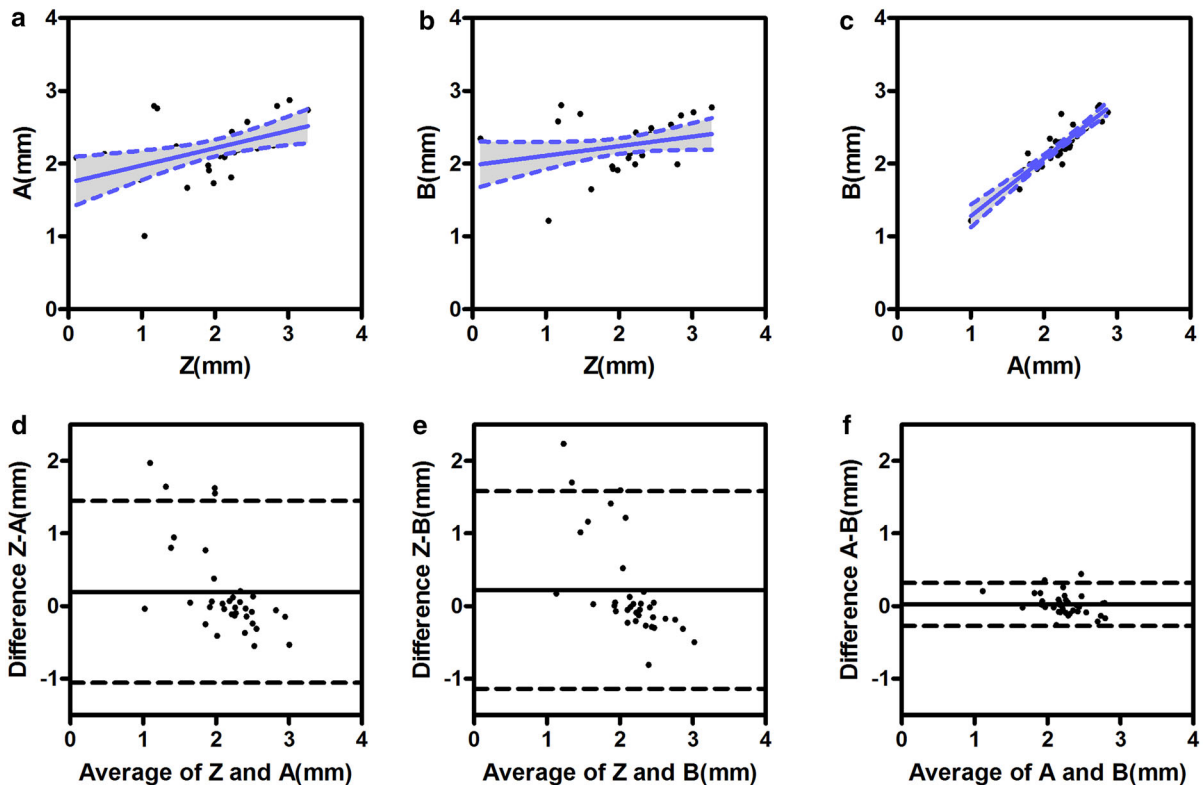 a
4
3
2
1
0
A(mm)
0 1 2 3 4
Z(mm)
b
4
3
2
1
0
B(mm)
0 1 2 3 4
Z(mm)
c
4
3
2
1
0
B(mm)
0 1 2 3 4
A(mm)
d
2
1
0
-1
Difference Z-A(mm)
0 1 2 3 4
Average of Z and A(mm)
e
2
1
0
-1
Difference Z-B(mm)
0 1 2 3 4
Average of Z and B(mm)
f
2
1
0
-1
Difference A-B(mm)
0 1 2 3 4
Average of A and B(mm)